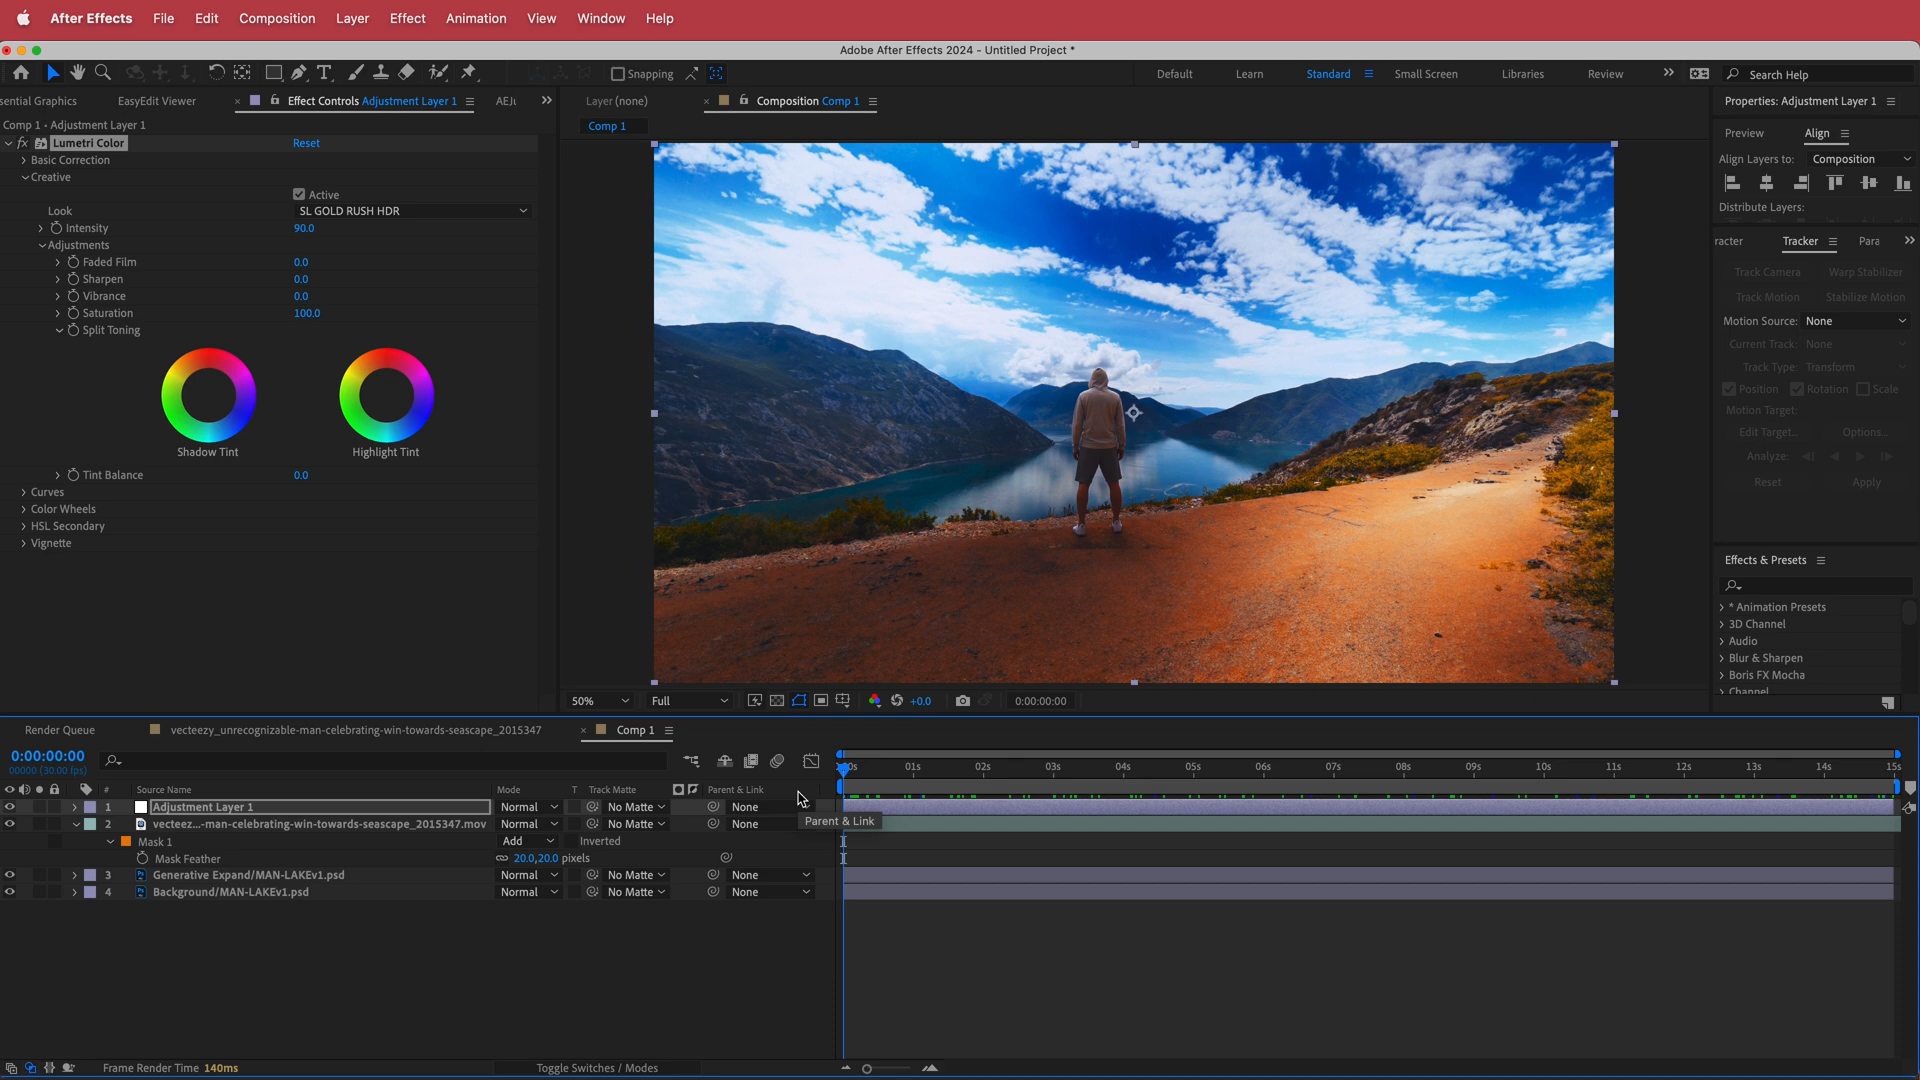 After Effects File Edit Composition Layer Effect Animation View Window Help
Adobe After Effects 2024 - Untitled Project *
Snapping Default Learn Standard Small Screen Libraries Review Search Help
sential Graphics EasyEdit Viewer Effect Controls Adjustment Layer 1
Layer (none) Composition Comp 1
Properties: Adjustment Layer 1
Comp 1 • Adjustment Layer 1
Comp 1
fx Lumetri Color Reset
Basic Correction
Creative
Active
Look SL GOLD RUSH HDR
Intensity 90.0
Adjustments
Faded Film 0.0
Sharpen 0.0
Vibrance 0.0
Saturation 100.0
Split Toning
Shadow Tint Highlight Tint
Tint Balance 0.0
Curves
Color Wheels
HSL Secondary
Vignette
50% Full +0.0 0:00:00:00
Preview Align
Align Layers to: Composition
Distribute Layers:
racter Tracker Para
Track Camera Warp Stabilizer
Track Motion Stabilize Motion
Motion Source: None
Current Track: None
Track Type: Transform
Position Rotation Scale
Motion Target:
Edit Target... Options...
Analyze:
Reset Apply
Effects & Presets
* Animation Presets
3D Channel
Audio
Blur & Sharpen
Boris FX Mocha
Channel
Render Queue vecteezy_unrecognizable-man-celebrating-win-towards-seascape_2015347 Comp 1
0:00:00:00
00000 (30.00 fps)
01s 02s 03s 04s 05s 06s 07s 08s 09s 10s 11s 12s 13s 14s 15s
# Source Name Mode T Track Matte Parent & Link
1 Adjustment Layer 1 Normal No Matte None
Parent & Link
2 vecteez...-man-celebrating-win-towards-seascape_2015347.mov Normal No Matte None
Mask 1 Add Inverted
Mask Feather 20.0,20.0 pixels
3 Generative Expand/MAN-LAKEv1.psd Normal No Matte None
4 Background/MAN-LAKEv1.psd Normal No Matte None
Frame Render Time 140ms Toggle Switches / Modes